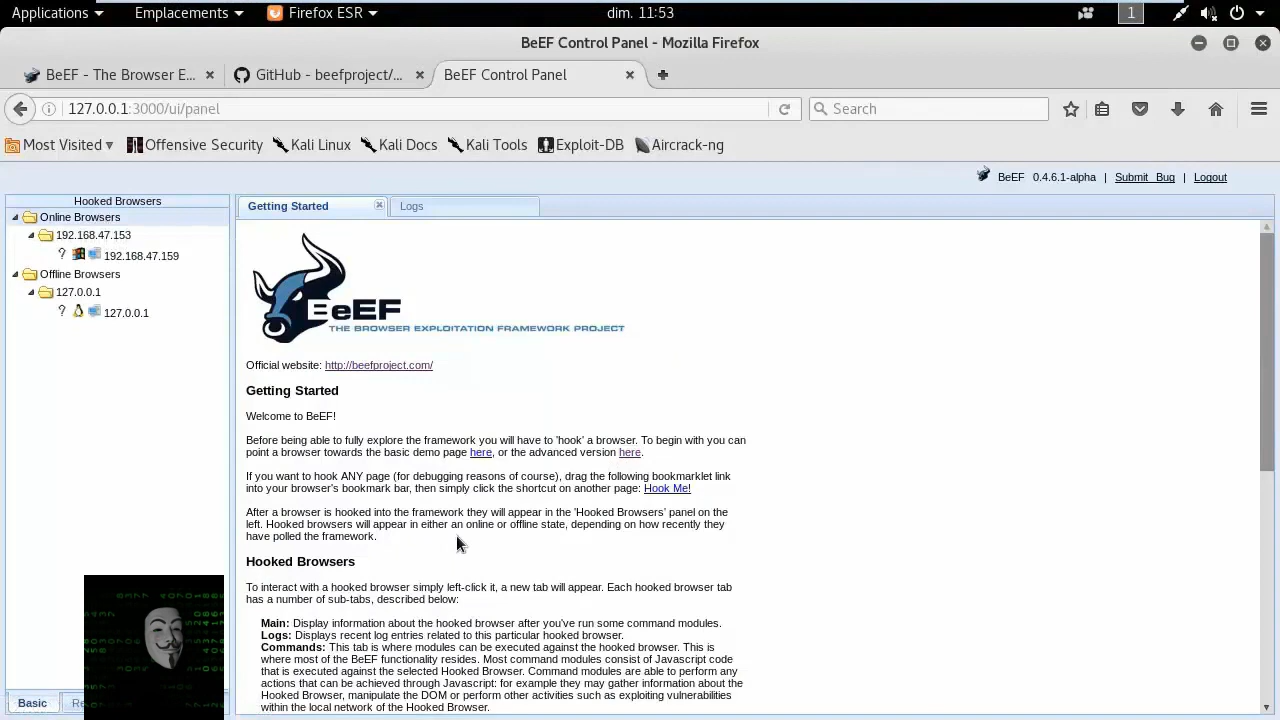 Applications Emplacements Firefox ESR dim. 11:53 1
BeEF Control Panel - Mozilla Firefox
BeEF - The Browser E... GitHub - beefproject/... BeEF Control Panel
127.0.0.1:3000/ui/panel Search
Most Visited Offensive Security Kali Linux Kali Docs Kali Tools Exploit-DB Aircrack-ng
BeEF 0.4.6.1-alpha | Submit Bug | Logout
Hooked Browsers
Online Browsers
192.168.47.153
? 192.168.47.159
Offline Browsers
127.0.0.1
? 127.0.0.1
Basic Re
Getting Started Logs
BeEF
THE BROWSER EXPLOITATION FRAMEWORK PROJECT
Official website: http://beefproject.com/
Getting Started
Welcome to BeEF!
Before being able to fully explore the framework you will have to 'hook' a browser. To begin with you can
point a browser towards the basic demo page here, or the advanced version here.
If you want to hook ANY page (for debugging reasons of course), drag the following bookmarklet link
into your browser's bookmark bar, then simply click the shortcut on another page: Hook Me!
After a browser is hooked into the framework they will appear in the 'Hooked Browsers' panel on the
left. Hooked browsers will appear in either an online or offline state, depending on how recently they
have polled the framework.
Hooked Browsers
To interact with a hooked browser simply left-click it, a new tab will appear. Each hooked browser tab
has a number of sub-tabs, described below:
Main: Display information about the hooked browser after you've run some command modules.
Logs: Displays recent log entries related to this particular hooked browser.
Commands: This tab is where modules can be executed against the hooked browser. This is
where most of the BeEF functionality resides. Most command modules consist of Javascript code
that is executed against the selected Hooked Browser. Command modules are able to perform any
actions that can be achieved through Javascript: for example they may gather information about the
Hooked Browser, manipulate the DOM or perform other activities such as exploiting vulnerabilities
within the local network of the Hooked Browser.